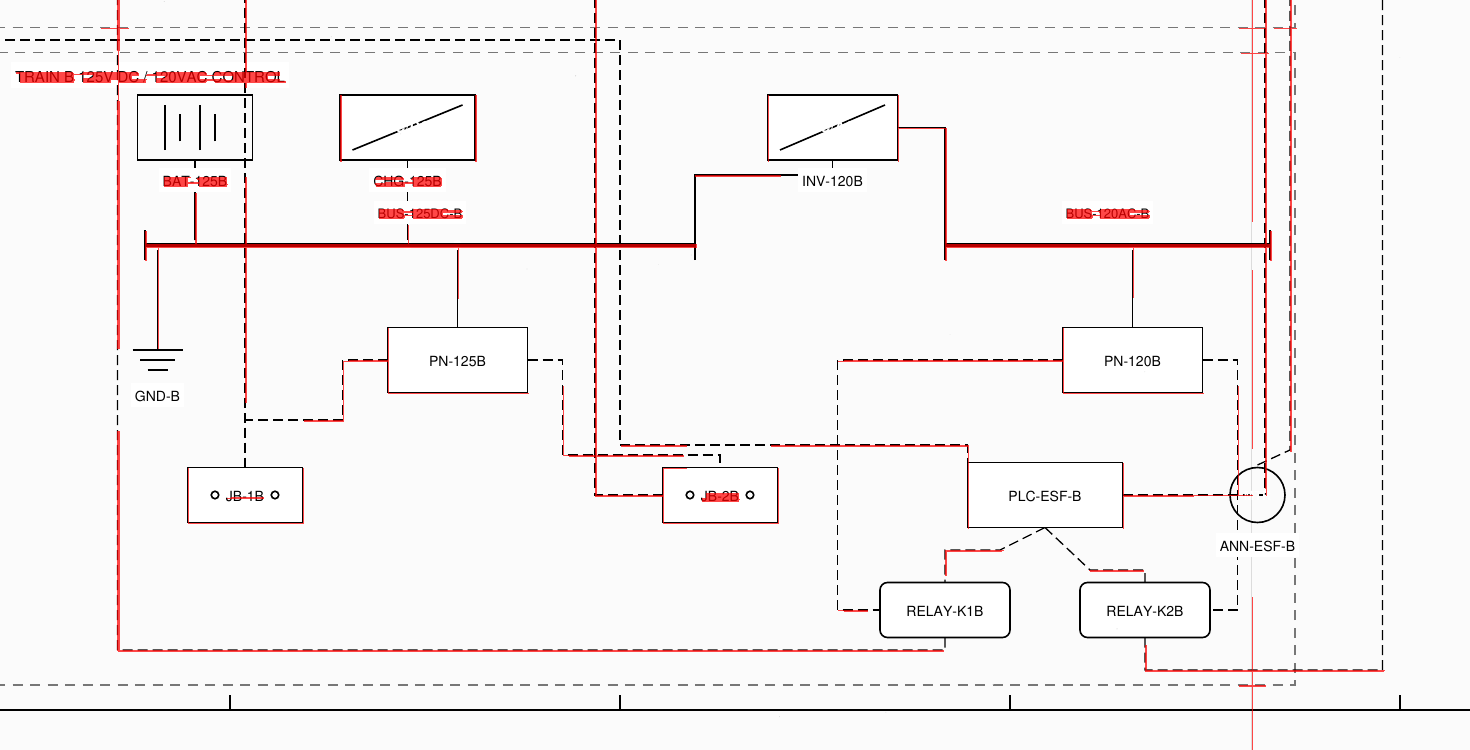 TRAIN B 125V DC / 120VAC CONTROL
BAT-125B
CHG-125B
INV-120B
BUS-125DC-B
BUS-120AC-B
PN-125B
PN-120B
GND-B
JB-1B
JB-2B
PLC-ESF-B
ANN-ESF-B
RELAY-K1B
RELAY-K2B